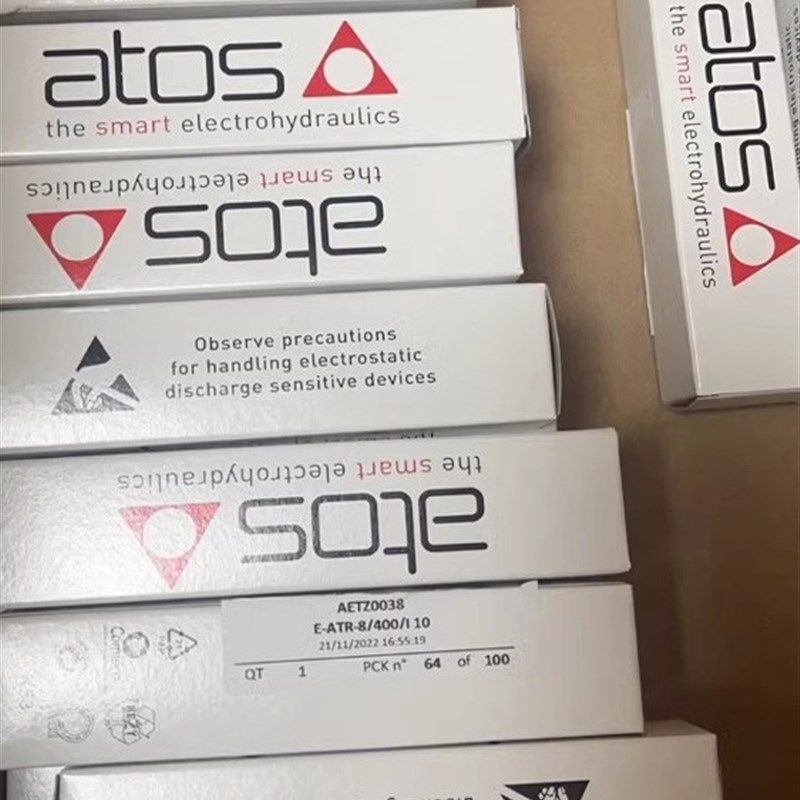 atos
the smart electrohydraulics
the smart electrohydraulics
atos
Observe precautions
for handling electrostatic
discharge sensitive devices
the smart electrohydraulics
atos
AETZ0038
E-ATR-8/400/I 10
21/11/2022 16:55:19
QT 1 PCK n° 64 of 100
atos
the smart electrohydraulics